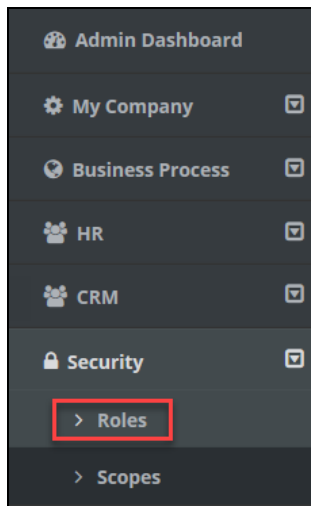 Admin Dashboard
My Company
Business Process
HR
CRM
Security
> Roles
> Scopes